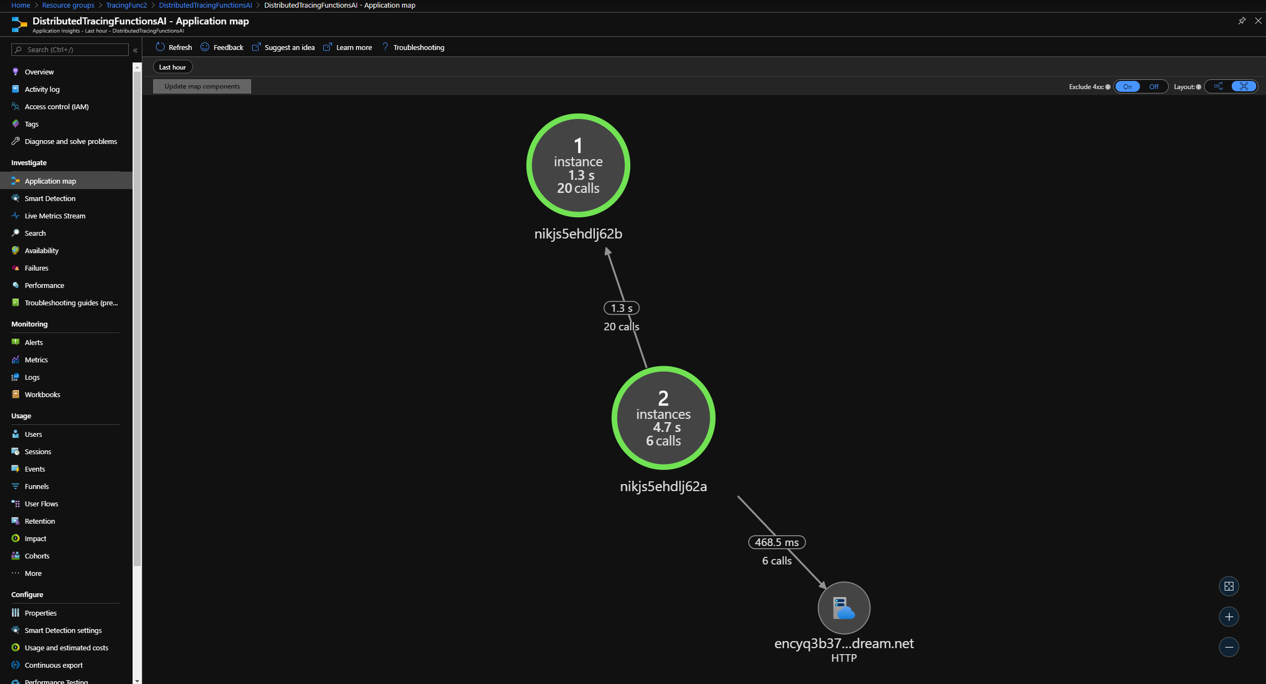 Home > Resource groups > TracingFunc2 > DistributedTracingFunctionsAI > DistributedTracingFunctionsAI - Application map
DistributedTracingFunctionsAI - Application map
Application Insights - Last hour - DistributedTracingFunctionsAI
Search (Ctrl+/)
«
Refresh
Feedback
Suggest an idea
Learn more
? Troubleshooting
Last hour
Update map components
Exclude 4xx
On
Off
Layout:
Overview
Activity log
Access control (IAM)
Tags
Diagnose and solve problems
Investigate
Application map
Smart Detection
Live Metrics Stream
Search
Availability
Failures
Performance
Troubleshooting guides (pre...
Monitoring
Alerts
Metrics
Logs
Workbooks
Usage
Users
Sessions
Events
Funnels
User Flows
Retention
Impact
Cohorts
... More
Configure
Properties
Smart Detection settings
Usage and estimated costs
Continuous export
Performance Testing
1
instance
1.3 s
20 calls
nikjs5ehdlj62b
1.3 s
20 calls
2
instances
4.7 s
6 calls
nikjs5ehdlj62a
468.5 ms
6 calls
encyq3b37...dream.net
HTTP